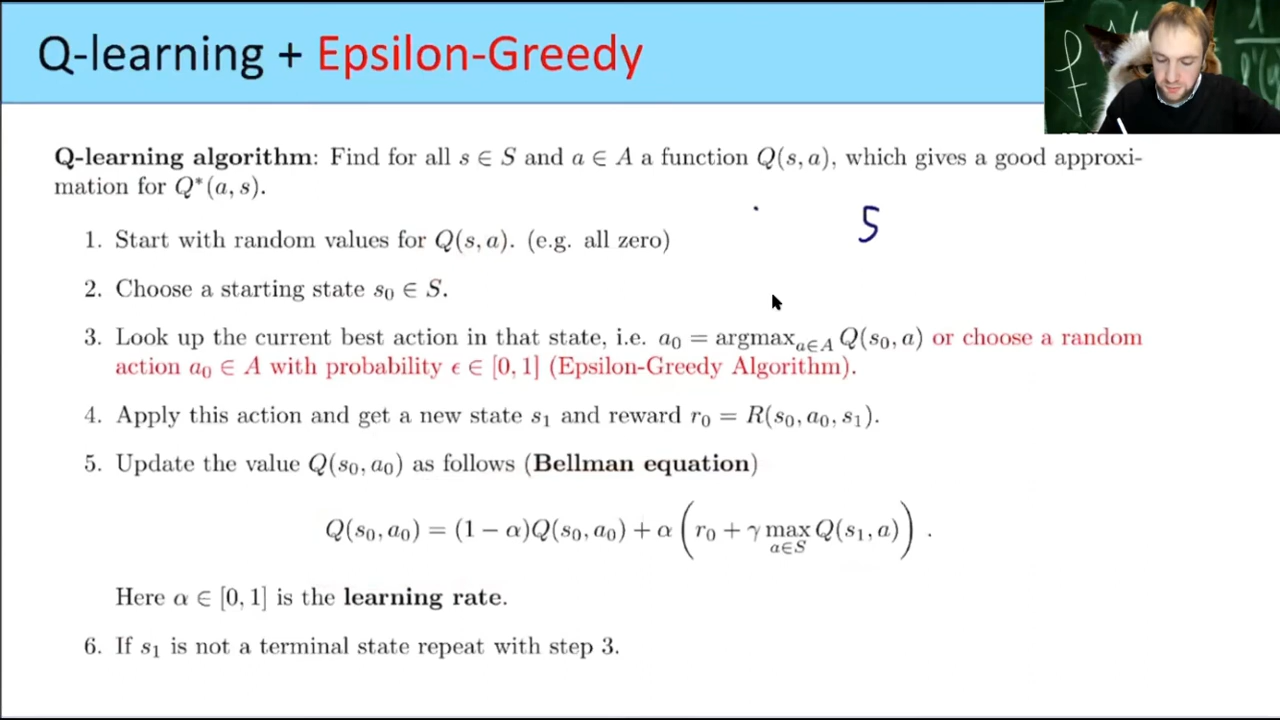 Q-learning + Epsilon-Greedy
Q-learning algorithm: Find for all s ∈ S and a ∈ A a function Q(s, a), which gives a good approxi-
mation for Q*(a, s).
S
1. Start with random values for Q(s, a). (e.g. all zero)
2. Choose a starting state s₀ ∈ S.
3. Look up the current best action in that state, i.e. a₀ = argmax_{a∈A} Q(s₀, a) or choose a random
action a₀ ∈ A with probability ϵ ∈ [0, 1] (Epsilon-Greedy Algorithm).
4. Apply this action and get a new state s₁ and reward r₀ = R(s₀, a₀, s₁).
5. Update the value Q(s₀, a₀) as follows (Bellman equation)
Q(s₀, a₀) = (1 − α)Q(s₀, a₀) + α (r₀ + γ max_{a∈S} Q(s₁, a)) .
Here α ∈ [0, 1] is the learning rate.
6. If s₁ is not a terminal state repeat with step 3.